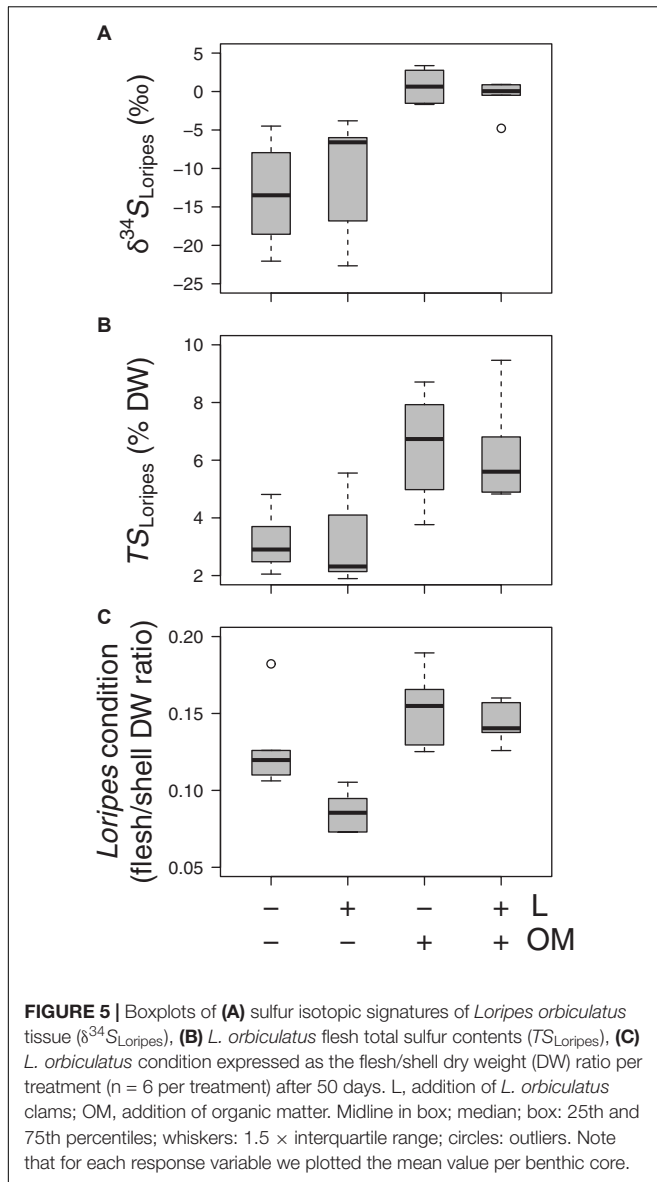 A
δ34SLoripes (‰)
5
0
−5
−10
−15
−20
−25
B
TSLoripes (% DW)
10
8
6
4
2
C
Loripes condition
(flesh/shell DW ratio)
0.20
0.15
0.10
0.05
− + − + L
− − + + OM
FIGURE 5 | Boxplots of (A) sulfur isotopic signatures of Loripes orbiculatus
tissue (δ34SLoripes), (B) L. orbiculatus flesh total sulfur contents (TSLoripes), (C)
L. orbiculatus condition expressed as the flesh/shell dry weight (DW) ratio per
treatment (n = 6 per treatment) after 50 days. L, addition of L. orbiculatus
clams; OM, addition of organic matter. Midline in box; median; box: 25th and
75th percentiles; whiskers: 1.5 × interquartile range; circles: outliers. Note
that for each response variable we plotted the mean value per benthic core.